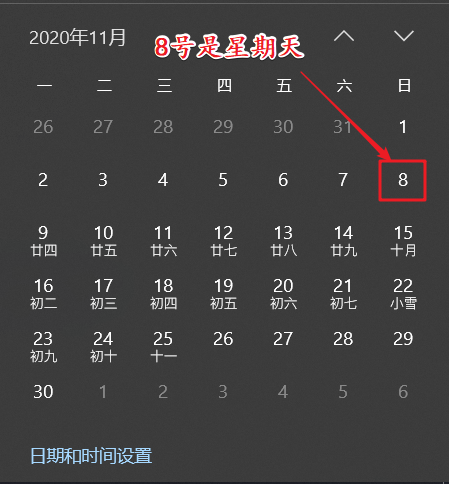 2020年11月
8号是星期天
一 二 三 四 五 六 日
26 27 28 29 30 31 1
2 3 4 5 6 7 8
9 10 11 12 13 14 15
廿四 廿五 廿六 廿七 廿八 廿九 十月
16 17 18 19 20 21 22
初二 初三 初四 初五 初六 初七 小雪
23 24 25 26 27 28 29
初九 初十 十一
30 1 2 3 4 5 6
日期和时间设置